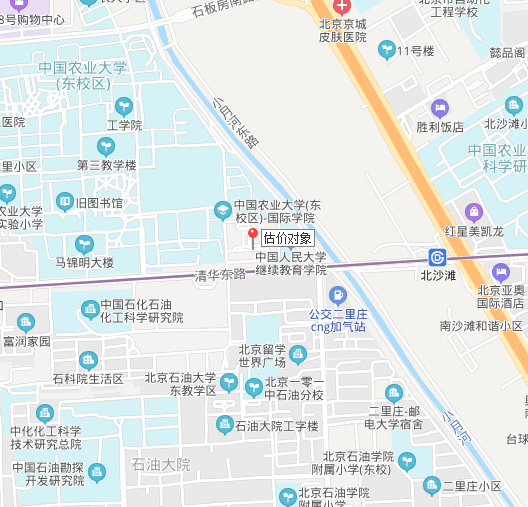 石板房南路
8号购物中心
北京京城
皮肤医院
工程学校
11号楼
懿品阁
中国农业大学
(东校区)
工学院
医院
小月河东路
胜利饭店
北沙滩小区
第三教学楼
里小区
中国农业
科学研
农业大学
实验小学
旧图书馆
中国农业大学(东
校区)-国际学院
估价对象
红星美凯龙
马锦明大楼
中国人民大学
继续教育学院
清华东路
北沙滩
北京亚奥
国际酒店
中国石化石油
化工科学研究院
公交二里庄
cng加气站
南沙滩和谐小区
富润家园
北京留学
世界广场
石科院生活区
北京石油大学
东教学区
北京一零一
中石油分校
二里庄-邮
电大学宿舍
小月河
中化化工科学
技术研究总院
石油大院工字楼
台球
石油大院
中国石油勘探
开发研究院
北京石油学院
附属小学(东校)
二里庄小区
北京石油学院
附属小学